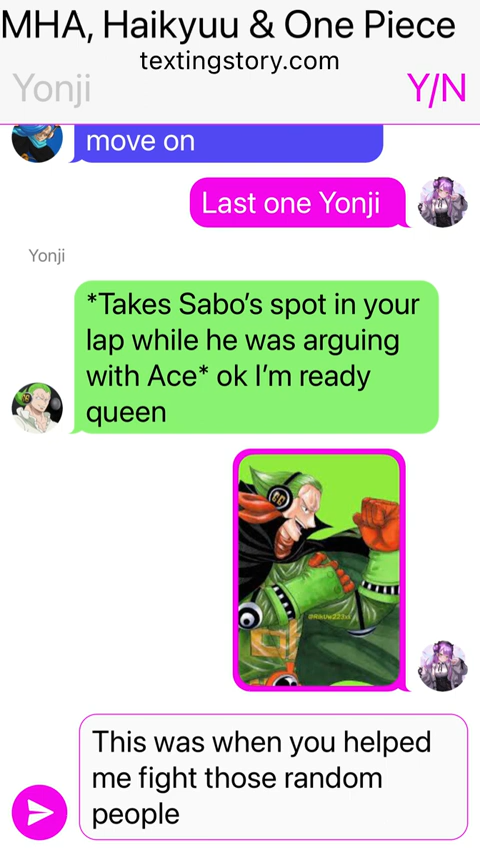 MHA, Haikyuu & One Piece
textingstory.com
Yonji
Y/N
move on
Last one Yonji
Yonji
*Takes Sabo’s spot in your
lap while he was arguing
with Ace* ok I’m ready
queen
This was when you helped
me fight those random
people